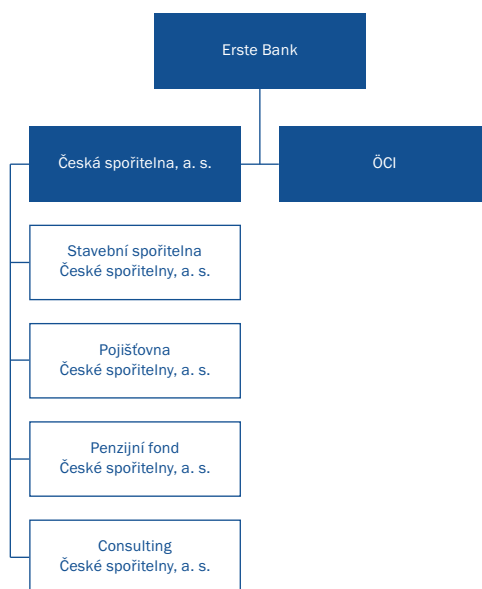 Erste Bank
Česká spořitelna, a. s.
ÖCI
Stavební spořitelna
České spořitelny, a. s.
Pojišťovna
České spořitelny, a. s.
Penzijní fond
České spořitelny, a. s.
Consulting
České spořitelny, a. s.